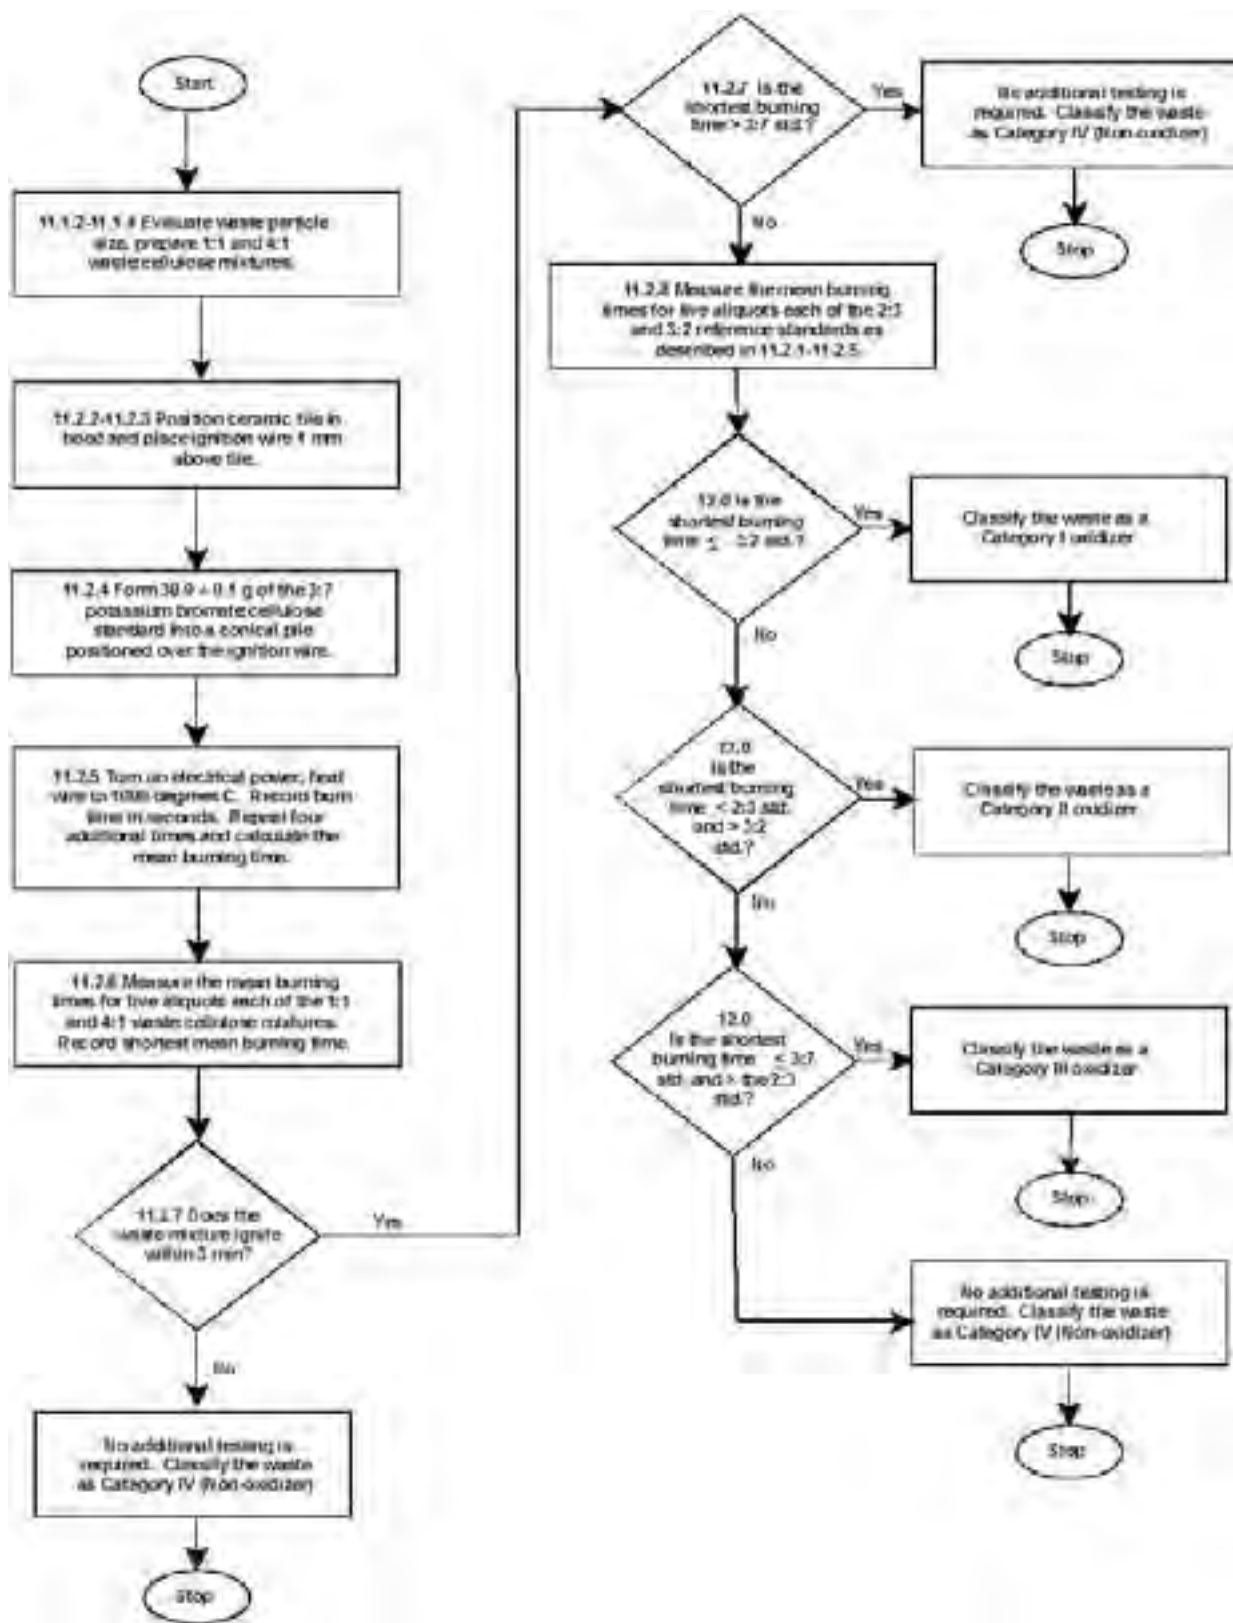 Start
11.1.2-11.1.4 Evaluate waste particle
size, prepare 1:1 and 4:1
waste:cellulose mixtures.
11.2.2-11.2.3 Position ceramic tile in
hood and place ignition wire 1 mm
above tile.
11.2.4 Form 30.0 ± 0.1 g of the 3:7
potassium bromate:cellulose
standard into a conical pile
positioned over the ignition wire.
11.2.5 Turn on electrical power, heat
wire to 1000 degrees C. Record burn
time in seconds. Repeat four
additional times and calculate the
mean burning time.
11.2.6 Measure the mean burning
times for five aliquots each of the 1:1
and 4:1 waste:cellulose mixtures.
Record shortest mean burning time.
11.2.7 Does the
waste mixture ignite
within 3 min?
Yes
No
No additional testing is
required. Classify the waste
as Category IV (Non-oxidizer)
Stop
11.2.7 Is the
shortest burning
time > 3:7 std.?
Yes
No additional testing is
required. Classify the waste
as Category IV (Non-oxidizer)
Stop
No
11.2.8 Measure the mean burning
times for five aliquots each of the 2:3
and 3:2 reference standards as
described in 11.2.1-11.2.5.
12.0 Is the
shortest burning
time ≤ 3:2 std.?
Yes
Classify the waste as a
Category I oxidizer
Stop
No
12.0
Is the
shortest burning
time < 2:3 std.
and > 3:2
std.?
Yes
Classify the waste as a
Category II oxidizer
Stop
No
12.0
Is the shortest
burning time ≤ 3:7
std. and > the 2:3
std.?
Yes
Classify the waste as a
Category III oxidizer
Stop
No
No additional testing is
required. Classify the waste
as Category IV (Non-oxidizer)
Stop